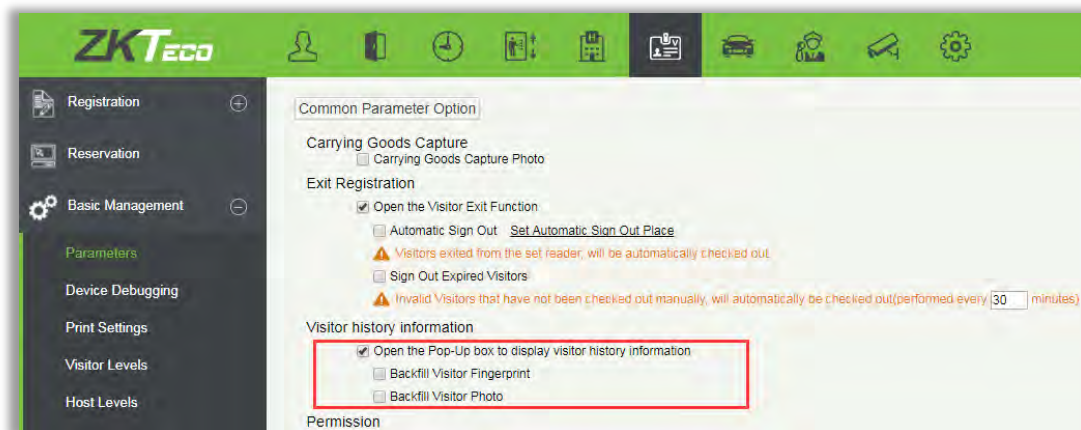 ZKTECO
Registration
Reservation
Basic Management
Parameters
Device Debugging
Print Settings
Visitor Levels
Host Levels
Common Parameter Option
Carrying Goods Capture
Carrying Goods Capture Photo
Exit Registration
Open the Visitor Exit Function
Automatic Sign Out Set Automatic Sign Out Place
Visitors exited from the set reader, will be automatically checked out.
Sign Out Expired Visitors
Invalid Visitors that have not been checked out manually, will automatically be checked out(performed every 30 minutes)
Visitor history information
Open the Pop-Up box to display visitor history information
Backfill Visitor Fingerprint
Backfill Visitor Photo
Permission